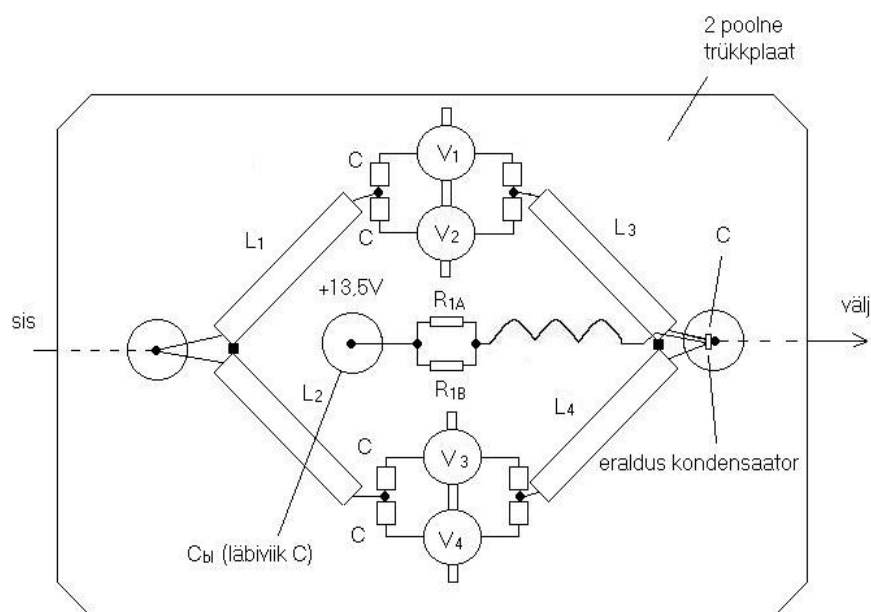 2 poolne
trükkplaat
C
V1
C
V2
L1
L3
C
+13,5V
R1A
sis
välj
R1B
L2
L4
C
V3
eraldus kondensaator
C
V4
Cbl (läbiviik C)